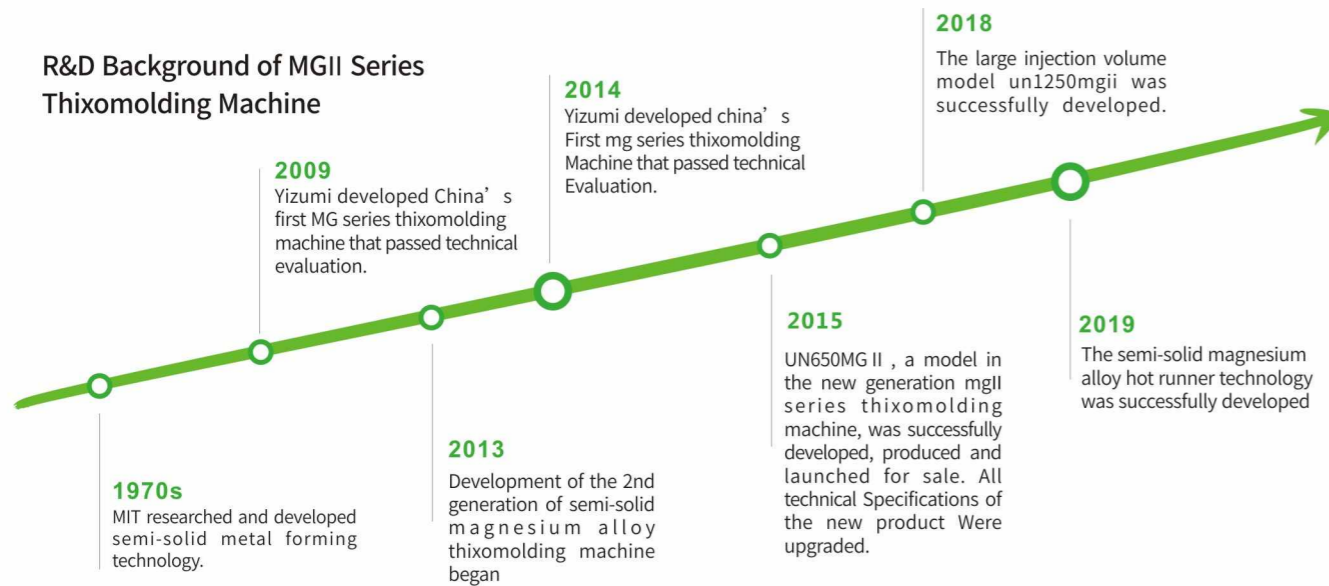 R&D Background of MGII Series
Thixomolding Machine
1970s
MIT researched and developed
semi-solid metal forming
technology.
2009
Yizumi developed China’s
first MG series thixomolding
machine that passed technical
evaluation.
2013
Development of the 2nd
generation of semi-solid
magnesium alloy
thixomolding machine
began
2014
Yizumi developed china’s
First mg series thixomolding
Machine that passed technical
Evaluation.
2015
UN650MG II , a model in
the new generation mgII
series thixomolding
machine, was successfully
developed, produced and
launched for sale. All
technical Specifications of
the new product Were
upgraded.
2018
The large injection volume
model un1250mgii was
successfully developed.
2019
The semi-solid magnesium
alloy hot runner technology
was successfully developed